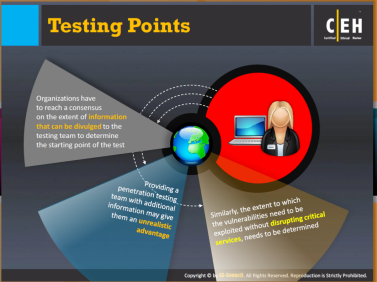 Testing Points
C|EH
Certified Ethical Hacker
Organizations have
to reach a consensus
on the extent of information
that can be divulged to the
testing team to determine
the starting point of the test
Providing a
penetration testing
team with additional
information may give
them an unrealistic
advantage
Similarly, the extent to which
the vulnerabilities need to be
exploited without disrupting critical
services, needs to be determined
Copyright © by EC-Council. All Rights Reserved. Reproduction is Strictly Prohibited.